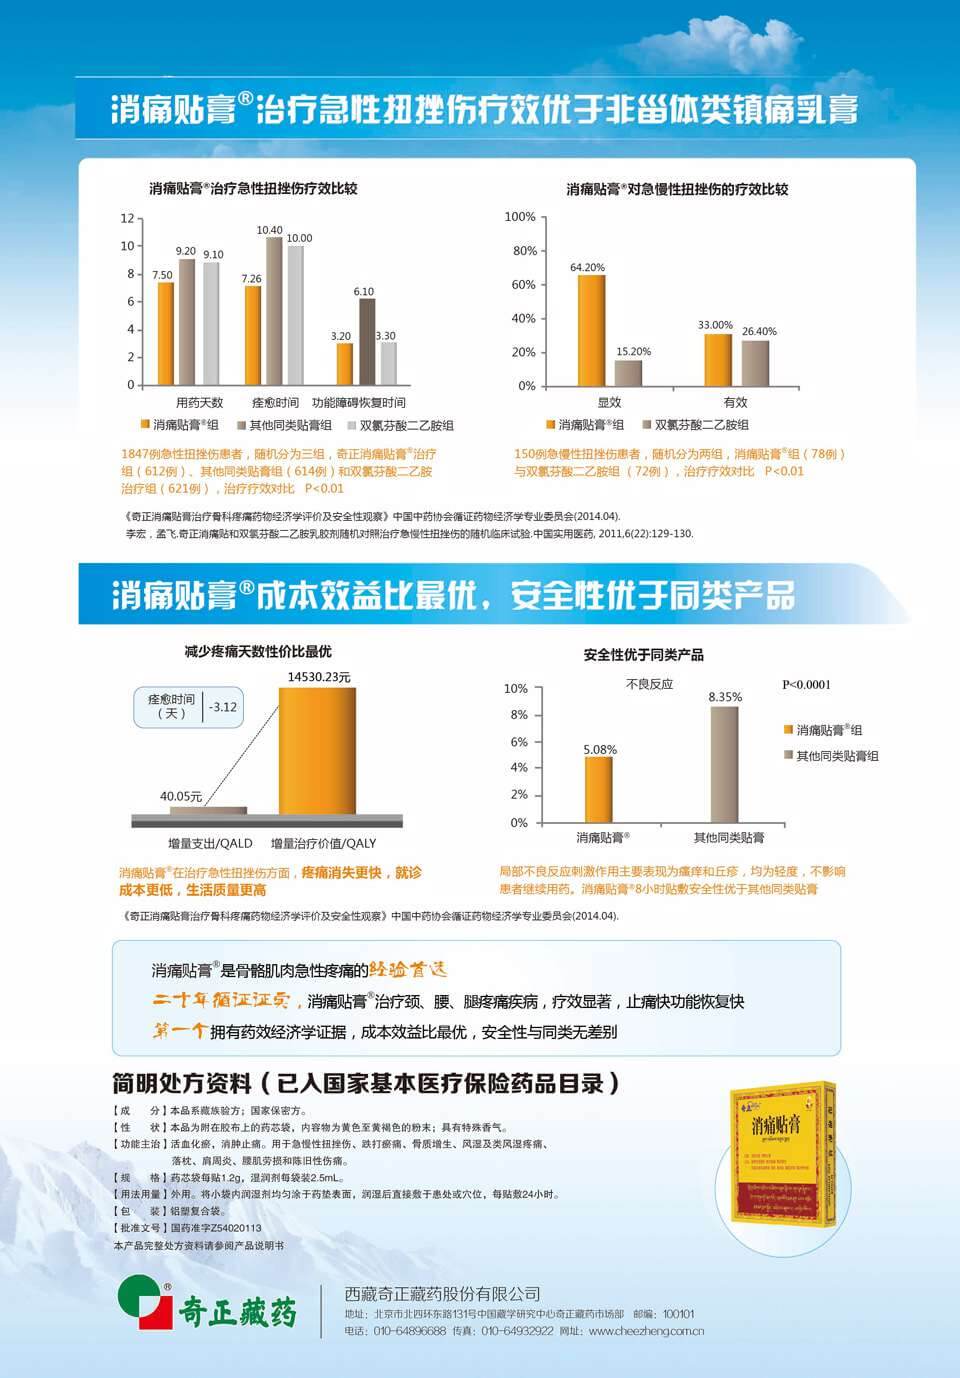 消痛贴膏®治疗急性扭挫伤疗效优于非甾体类镇痛乳膏
消痛贴膏®治疗急性扭挫伤疗效比较
12
10
8
6
4
2
0
7.50
9.20
9.10
7.26
10.40
10.00
3.20
6.10
3.30
用药天数 痊愈时间 功能障碍恢复时间
消痛贴膏®组 其他同类贴膏组 双氯芬酸二乙胺组
1847例急性扭挫伤患者，随机分为三组，奇正消痛贴膏®治疗
组（612例）、其他同类贴膏组（614例）和双氯芬酸二乙胺
治疗组（621例），治疗疗效对比 P<0.01
消痛贴膏®对急慢性扭挫伤的疗效比较
100%
80%
60%
40%
20%
0%
64.20%
15.20%
33.00%
26.40%
显效 有效
消痛贴膏®组 双氯芬酸二乙胺组
150例急慢性扭挫伤患者，随机分为两组，消痛贴膏®组（78例）
与双氯芬酸二乙胺组（72例），治疗疗效对比 P<0.01
《奇正消痛贴膏治疗骨科疼痛药物经济学评价及安全性观察》中国中药协会循证药物经济学专业委员会(2014.04).
李宏，孟飞.奇正消痛贴和双氯芬酸二乙胺乳胶剂随机对照治疗急慢性扭挫伤的随机临床试验.中国实用医药, 2011,6(22):129-130.
消痛贴膏®成本效益比最优，安全性优于同类产品
减少疼痛天数性价比最优
14530.23元
痊愈时间
（天）
-3.12
40.05元
增量支出/QALD 增量治疗价值/QALY
消痛贴膏®在治疗急性扭挫伤方面，疼痛消失更快，就诊
成本更低，生活质量更高
安全性优于同类产品
不良反应
P<0.0001
10%
8%
6%
4%
2%
0%
5.08%
8.35%
消痛贴膏® 其他同类贴膏
消痛贴膏®组
其他同类贴膏组
局部不良反应刺激作用主要表现为瘙痒和丘疹，均为轻度，不影响
患者继续用药。消痛贴膏®8小时贴敷安全性优于其他同类贴膏
《奇正消痛贴膏治疗骨科疼痛药物经济学评价及安全性观察》中国中药协会循证药物经济学专业委员会(2014.04).
消痛贴膏®是骨骼肌肉急性疼痛的经验首选
二十年循证证实，消痛贴膏®治疗颈、腰、腿疼痛疾病，疗效显著，止痛快功能恢复快
第一个拥有药效经济学证据，成本效益比最优，安全性与同类无差别
简明处方资料（已入国家基本医疗保险药品目录）
【成 分】本品系藏族验方；国家保密方。
【性 状】本品为附在胶布上的药芯袋，内容物为黄色至黄褐色的粉末；具有特殊香气。
【功能主治】活血化瘀，消肿止痛。用于急慢性扭挫伤、跌打瘀痛、骨质增生、风湿及类风湿疼痛、
落枕、肩周炎、腰肌劳损和陈旧性伤痛。
【规 格】药芯袋每贴1.2g，湿润剂每袋装2.5mL。
【用法用量】外用。将小袋内润湿剂均匀涂于药垫表面，润湿后直接敷于患处或穴位，每贴敷24小时。
【包 装】铝塑复合袋。
【批准文号】国药准字Z54020113
本产品完整处方资料请参阅产品说明书
奇正
消痛贴膏
® 奇正藏药
西藏奇正藏药股份有限公司
地址：北京市北四环东路131号中国藏学研究中心奇正藏药市场部 邮编：100101
电话：010-64896688 传真：010-64932922 网址：www.cheezheng.com.cn